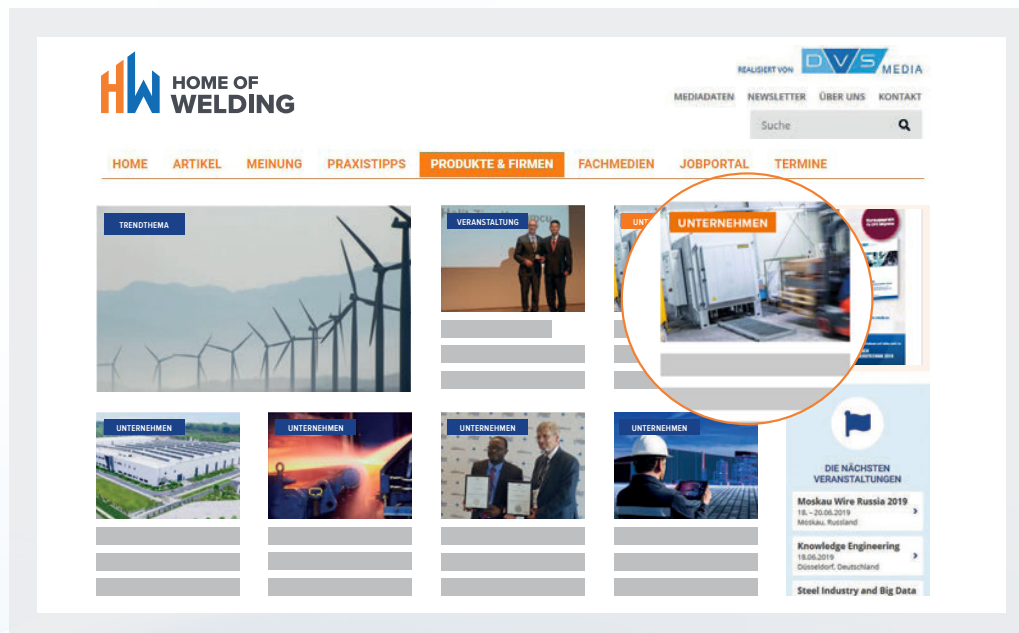 HW HOME OF
WELDING
REALISIERT VON DVS MEDIA
MEDIADATEN NEWSLETTER ÜBER UNS KONTAKT
Suche
HOME ARTIKEL MEINUNG PRAXISTIPPS PRODUKTE & FIRMEN FACHMEDIEN JOBPORTAL TERMINE
TRENDTHEMA
VERANSTALTUNG
UNT
UNTERNEHMEN
UNTERNEHMEN
UNTERNEHMEN
UNTERNEHMEN
UNTERNEHMEN
DIE NÄCHSTEN
VERANSTALTUNGEN
Moskau Wire Russia 2019
18. – 20.06.2019
Moskau, Russland
Knowledge Engineering
18.06.2019
Düsseldorf, Deutschland
Steel Industry and Big Data